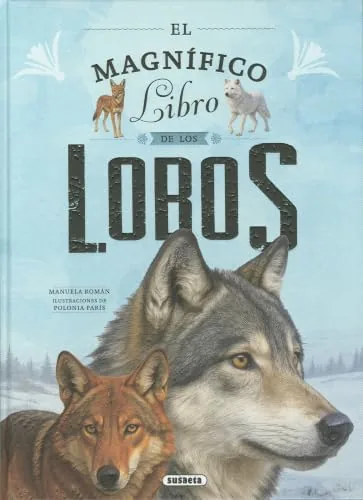 EL
MAGNÍFICO
Libro
DE LOS
LOBOS
MANUELA ROMÁN
ILUSTRACIONES DE
POLONIA PARÍS
susaeta